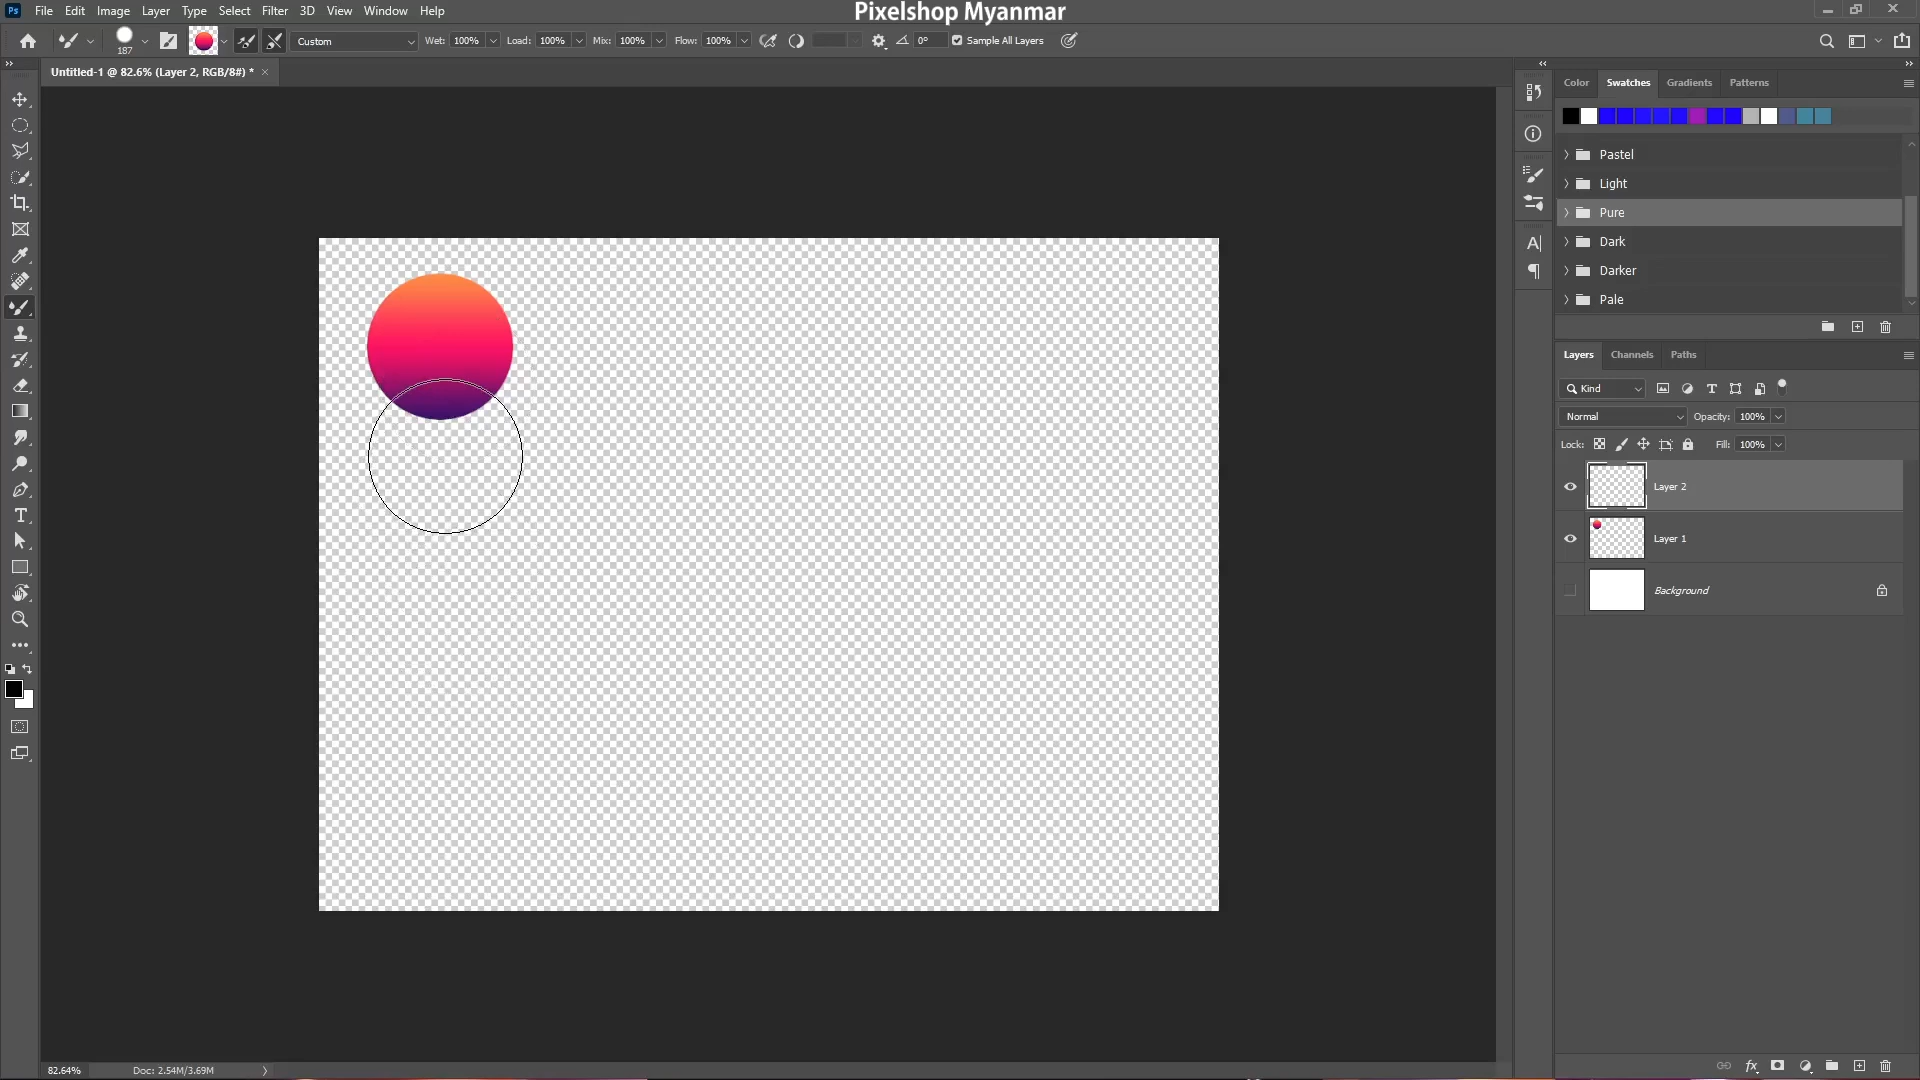 Pixelshop Myanmar
Ps File Edit Image Layer Type Select Filter 3D View Window Help
187 Custom Wet: 100% Load: 100% Mix: 100% Flow: 100% 0° Sample All Layers
Untitled-1 @ 82.6% (Layer 2, RGB/8#) * ×
Color Swatches Gradients Patterns
Pastel
Light
Pure
Dark
Darker
Pale
Layers Channels Paths
Kind
Normal Opacity: 100%
Lock: Fill: 100%
Layer 2
Layer 1
Background
82.64% Doc: 2.54M/3.69M